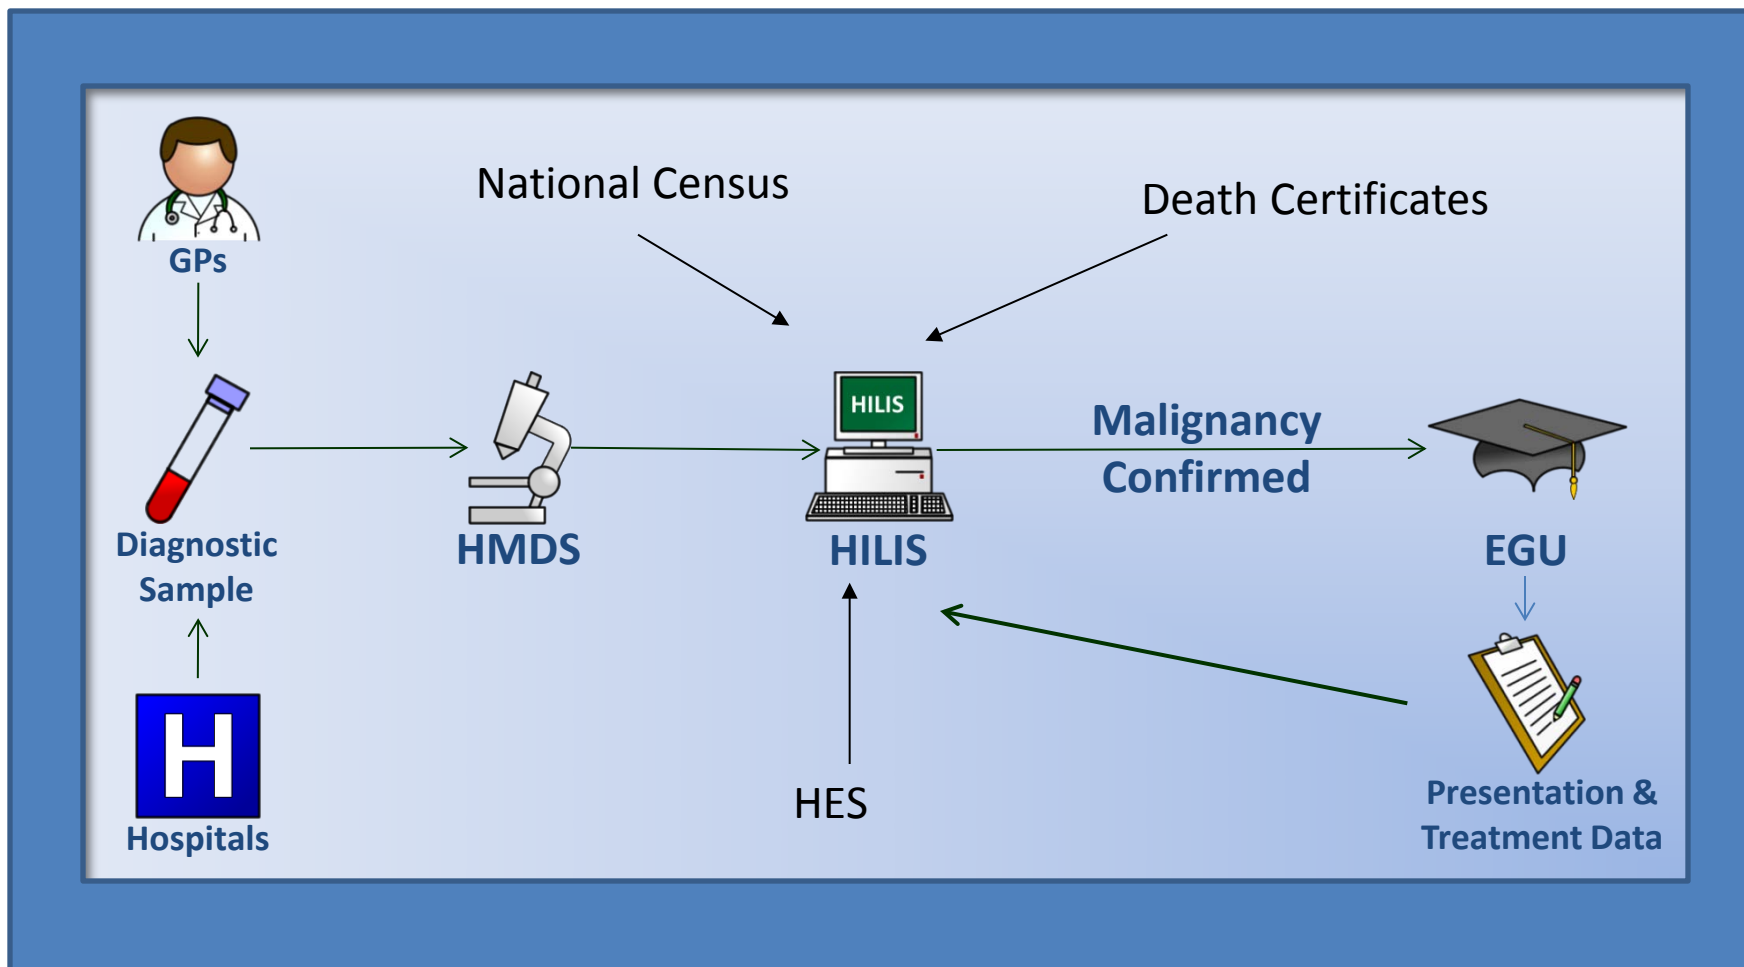 National Census
Death Certificates
GPs
HILIS
Malignancy
Confirmed
Diagnostic
Sample
HMDS
HILIS
EGU
H
Hospitals
HES
Presentation &
Treatment Data